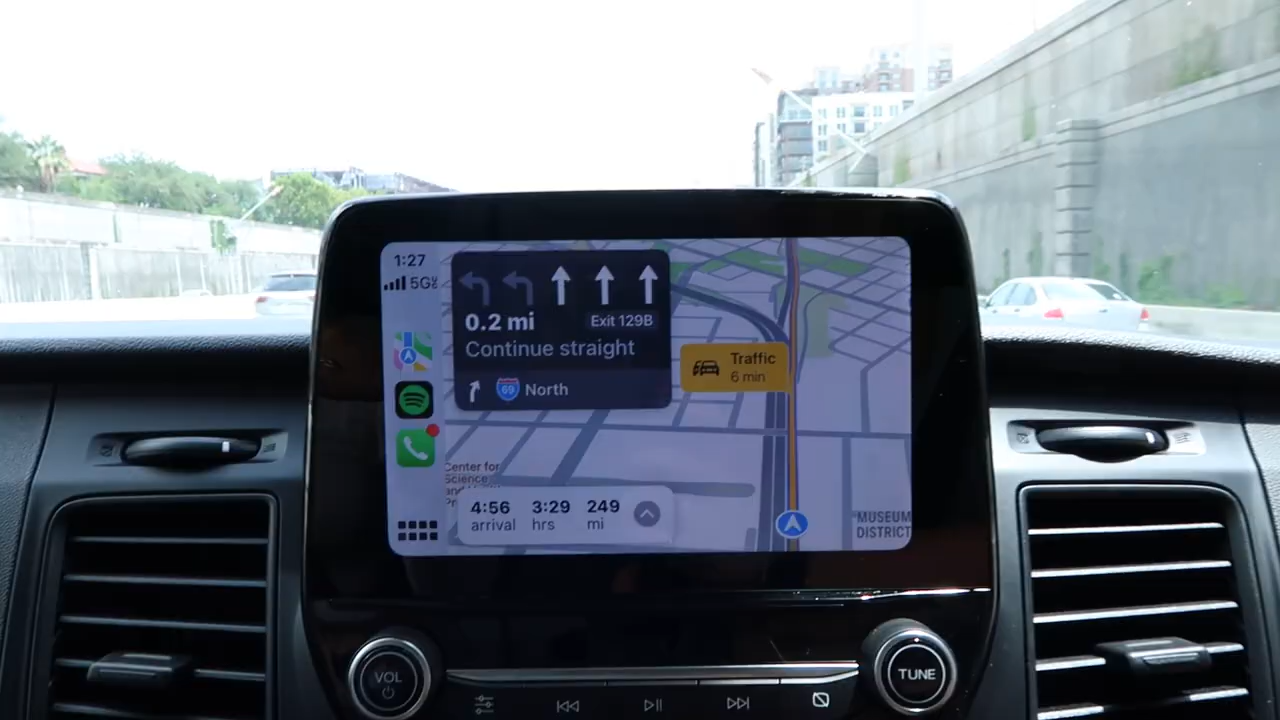 1:27
5G
0.2 mi
Exit 129B
Continue straight
69 North
Traffic
6 min
Center for
Science
4:56 3:29 249
arrival hrs mi
MUSEUM
DISTRICT
VOL
TUNE